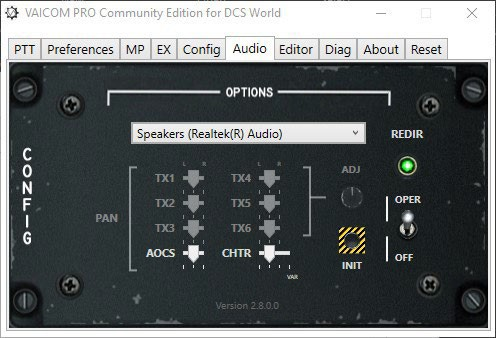 VAICOM PRO Community Edition for DCS World
PTT Preferences MP EX Config Audio Editor Diag About Reset
OPTIONS
Speakers (Realtek(R) Audio)
REDIR
CONFIG
L R L R
TX1 TX4 ADJ
TX2 TX5 OPER
PAN
TX3 TX6
AOCS CHTR INIT OFF
VAR
Version 2.8.0.0